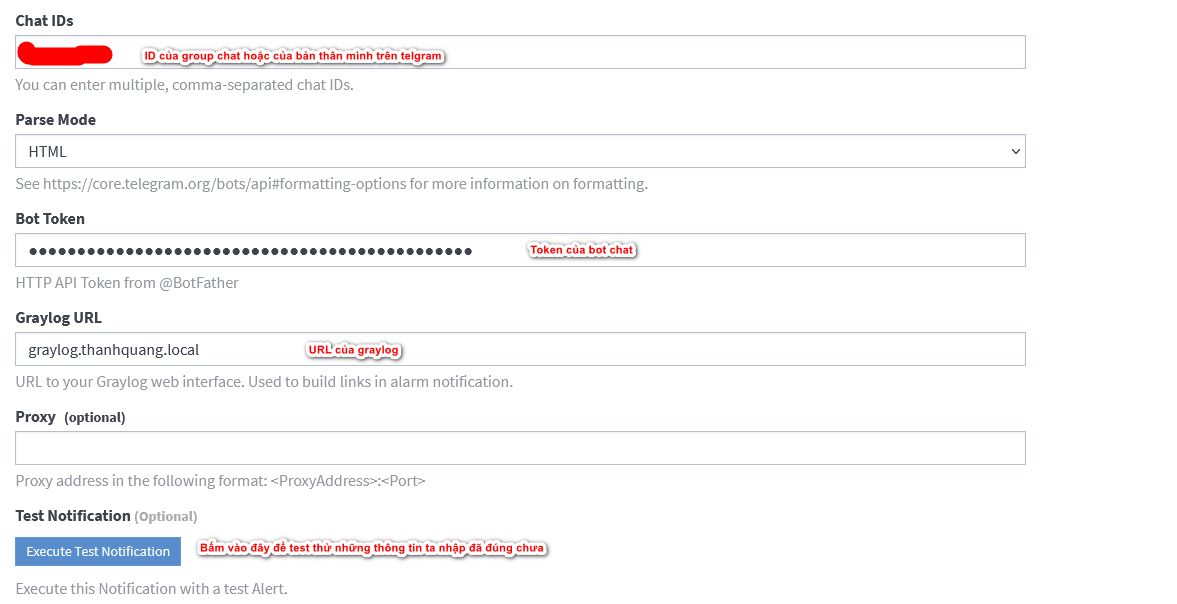 Chat IDs
ID của group chat hoặc của bản thân mình trên telgram
You can enter multiple, comma-separated chat IDs.
Parse Mode
HTML
See https://core.telegram.org/bots/api#formatting-options for more information on formatting.
Bot Token
●●●●●●●●●●●●●●●●●●●●●●●●●●●●●●●●●●●●●●●●●●●●●● Token của bot chat
HTTP API Token from @BotFather
Graylog URL
graylog.thanhquang.local URL của graylog
URL to your Graylog web interface. Used to build links in alarm notification.
Proxy (optional)
Proxy address in the following format: <ProxyAddress>:<Port>
Test Notification (Optional)
Execute Test Notification Bấm vào đây để test thử những thông tin ta nhập đã đúng chưa
Execute this Notification with a test Alert.